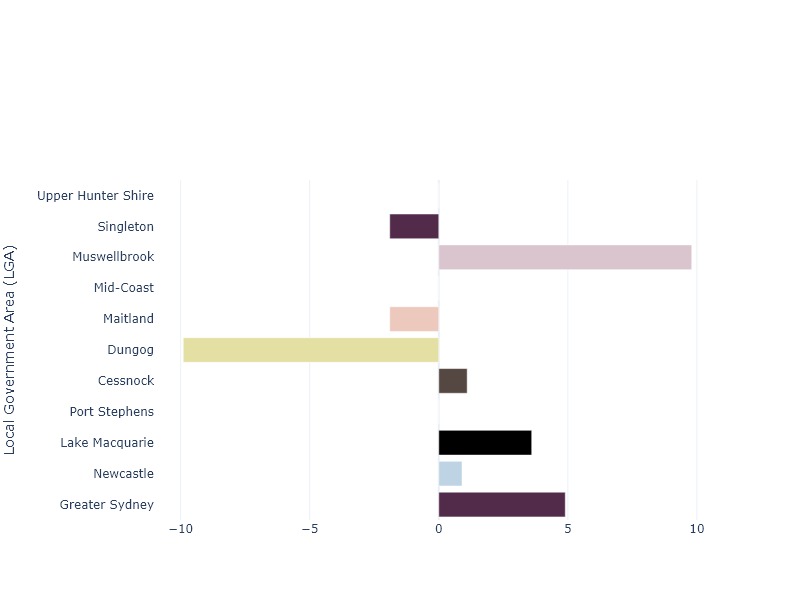 Local Government Area (LGA)
Upper Hunter Shire
Singleton
Muswellbrook
Mid-Coast
Maitland
Dungog
Cessnock
Port Stephens
Lake Macquarie
Newcastle
Greater Sydney
−10
−5
0
5
10